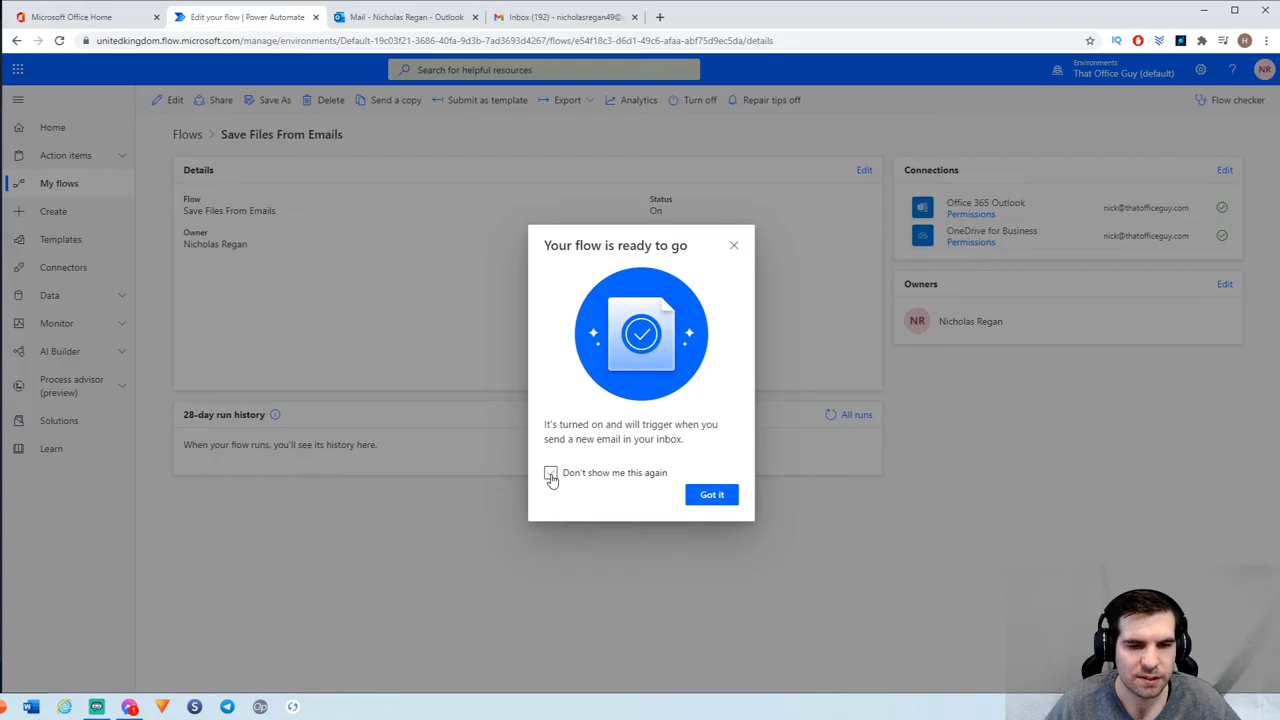 Microsoft Office Home
Edit your flow | Power Automate
Mail - Nicholas Regan - Outlook
Inbox (192) - nicholasregan49@
unitedkingdom.flow.microsoft.com/manage/environments/Default-19c03f21-3686-40fa-9d3b-7ad3693d4267/flows/e54f18c3-d6d1-49c6-afaa-abf75d9ec5da/details
H
Search for helpful resources
Environments
That Office Guy (default)
NR
Edit
Share
Save As
Delete
Send a copy
Submit as template
Export
Analytics
Turn off
Repair tips off
Flow checker
Home
Action items
My flows
Create
Templates
Connectors
Data
Monitor
AI Builder
Process advisor
(preview)
Solutions
Learn
Flows > Save Files From Emails
Details
Edit
Flow
Save Files From Emails
Status
On
Owner
Nicholas Regan
Connections
Edit
Office 365 Outlook
Permissions
nick@thatofficeguy.com
OneDrive for Business
Permissions
nick@thatofficeguy.com
Owners
Edit
NR
Nicholas Regan
28-day run history
All runs
When your flow runs, you'll see its history here.
Your flow is ready to go
It's turned on and will trigger when you
send a new email in your inbox.
Don't show me this again
Got it